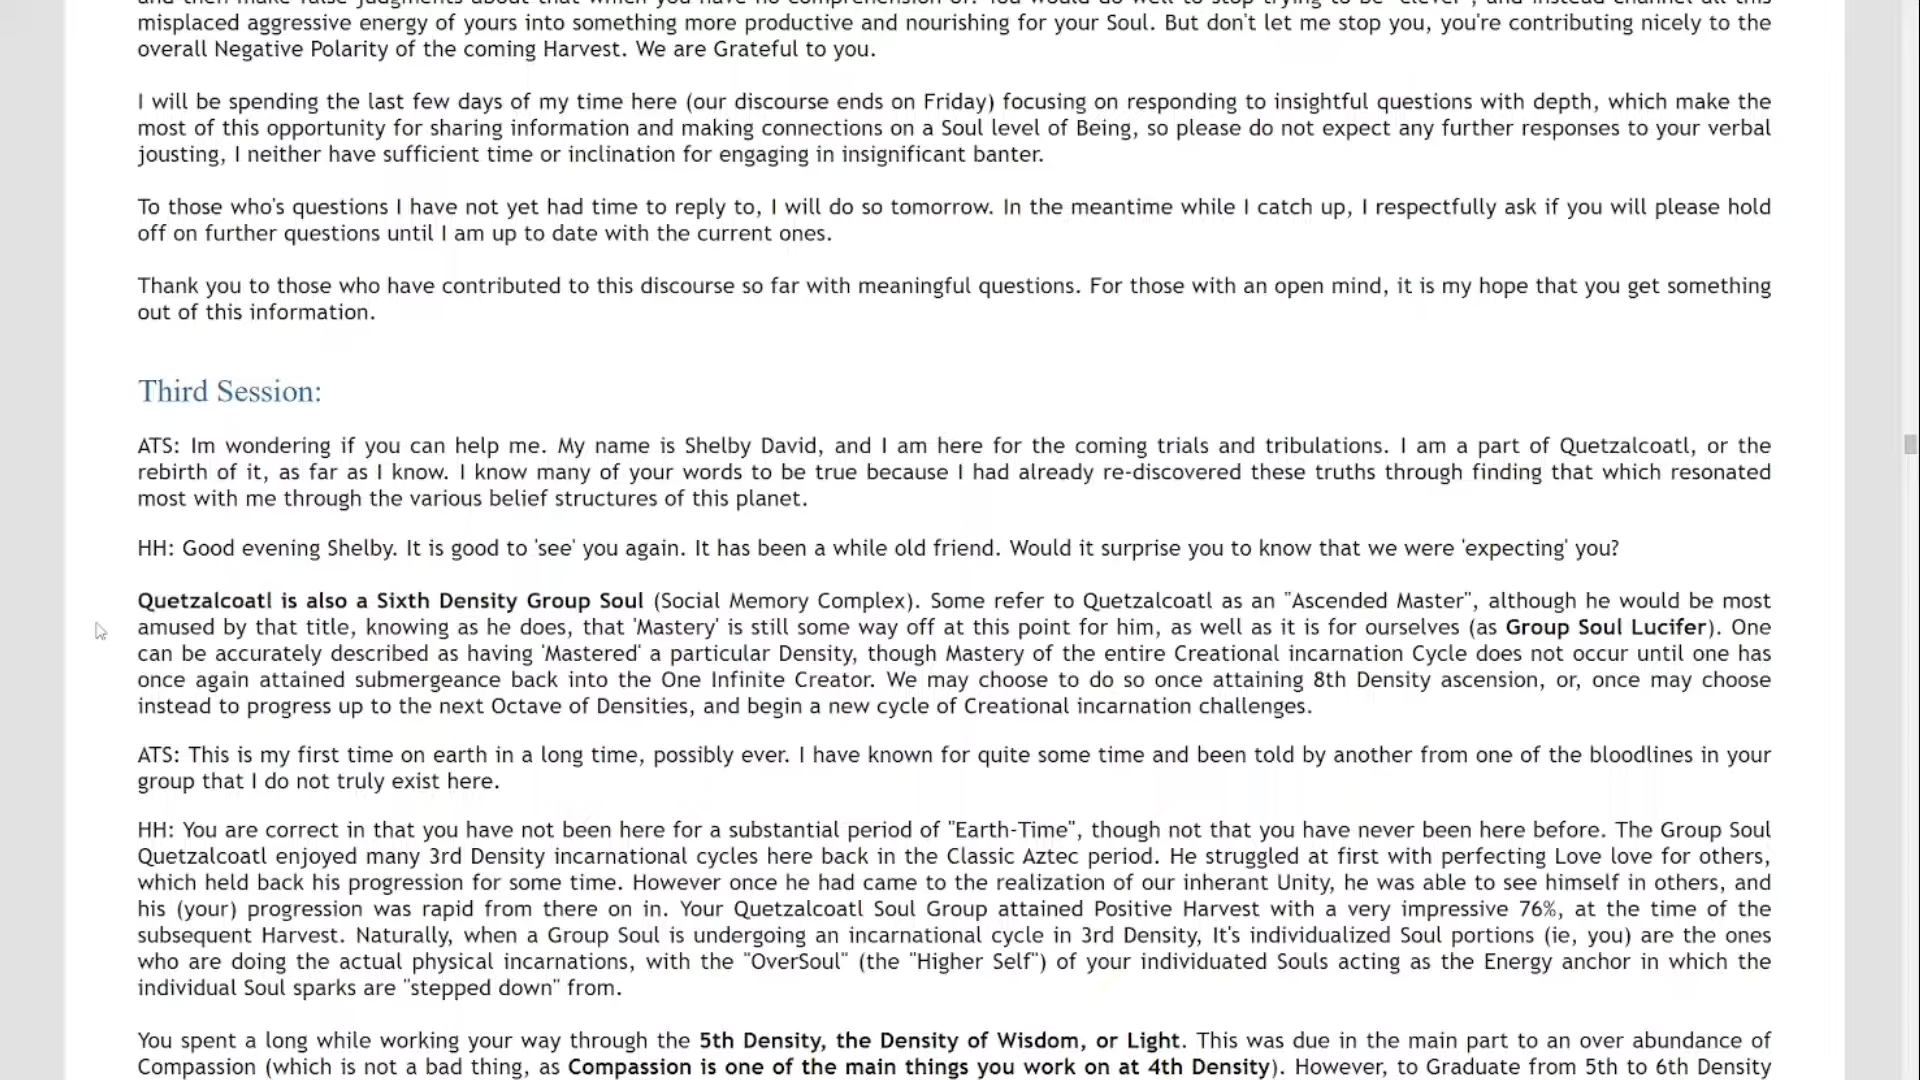 misplaced aggressive energy of yours into something more productive and nourishing for your Soul. But don't let me stop you, you're contributing nicely to the
overall Negative Polarity of the coming Harvest. We are Grateful to you.
I will be spending the last few days of my time here (our discourse ends on Friday) focusing on responding to insightful questions with depth, which make the
most of this opportunity for sharing information and making connections on a Soul level of Being, so please do not expect any further responses to your verbal
jousting, I neither have sufficient time or inclination for engaging in insignificant banter.
To those who's questions I have not yet had time to reply to, I will do so tomorrow. In the meantime while I catch up, I respectfully ask if you will please hold
off on further questions until I am up to date with the current ones.
Thank you to those who have contributed to this discourse so far with meaningful questions. For those with an open mind, it is my hope that you get something
out of this information.
Third Session:
ATS: Im wondering if you can help me. My name is Shelby David, and I am here for the coming trials and tribulations. I am a part of Quetzalcoatl, or the
rebirth of it, as far as I know. I know many of your words to be true because I had already re-discovered these truths through finding that which resonated
most with me through the various belief structures of this planet.
HH: Good evening Shelby. It is good to 'see' you again. It has been a while old friend. Would it surprise you to know that we were 'expecting' you?
Quetzalcoatl is also a Sixth Density Group Soul (Social Memory Complex). Some refer to Quetzalcoatl as an "Ascended Master", although he would be most
amused by that title, knowing as he does, that 'Mastery' is still some way off at this point for him, as well as it is for ourselves (as Group Soul Lucifer). One
can be accurately described as having 'Mastered' a particular Density, though Mastery of the entire Creational incarnation Cycle does not occur until one has
once again attained submergeance back into the One Infinite Creator. We may choose to do so once attaining 8th Density ascension, or, once may choose
instead to progress up to the next Octave of Densities, and begin a new cycle of Creational incarnation challenges.
ATS: This is my first time on earth in a long time, possibly ever. I have known for quite some time and been told by another from one of the bloodlines in your
group that I do not truly exist here.
HH: You are correct in that you have not been here for a substantial period of "Earth-Time", though not that you have never been here before. The Group Soul
Quetzalcoatl enjoyed many 3rd Density incarnational cycles here back in the Classic Aztec period. He struggled at first with perfecting Love love for others,
which held back his progression for some time. However once he had came to the realization of our inherant Unity, he was able to see himself in others, and
his (your) progression was rapid from there on in. Your Quetzalcoatl Soul Group attained Positive Harvest with a very impressive 76%, at the time of the
subsequent Harvest. Naturally, when a Group Soul is undergoing an incarnational cycle in 3rd Density, It's individualized Soul portions (ie, you) are the ones
who are doing the actual physical incarnations, with the "OverSoul" (the "Higher Self") of your individuated Souls acting as the Energy anchor in which the
individual Soul sparks are "stepped down" from.
You spent a long while working your way through the 5th Density, the Density of Wisdom, or Light. This was due in the main part to an over abundance of
Compassion (which is not a bad thing, as Compassion is one of the main things you work on at 4th Density). However, to Graduate from 5th to 6th Density